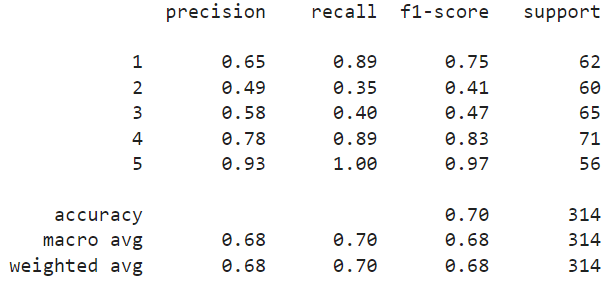 precision recall f1-score support
1 0.65 0.89 0.75 62
2 0.49 0.35 0.41 60
3 0.58 0.40 0.47 65
4 0.78 0.89 0.83 71
5 0.93 1.00 0.97 56
accuracy 0.70 314
macro avg 0.68 0.70 0.68 314
weighted avg 0.68 0.70 0.68 314